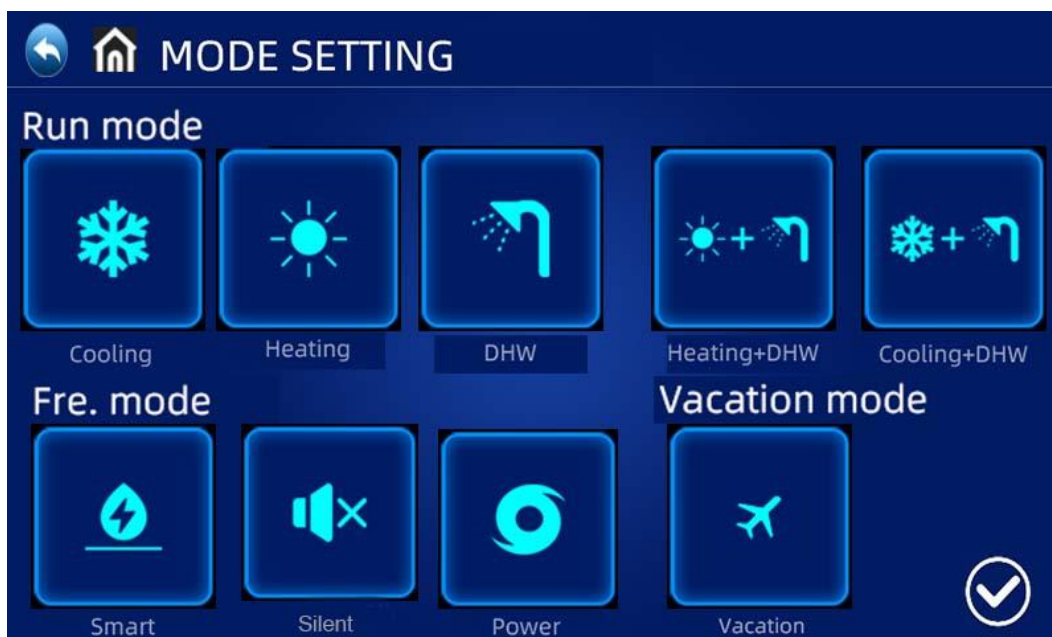 MODE SETTING
Run mode
Cooling Heating DHW Heating+DHW Cooling+DHW
Fre. mode Vacation mode
Smart Silent Power Vacation